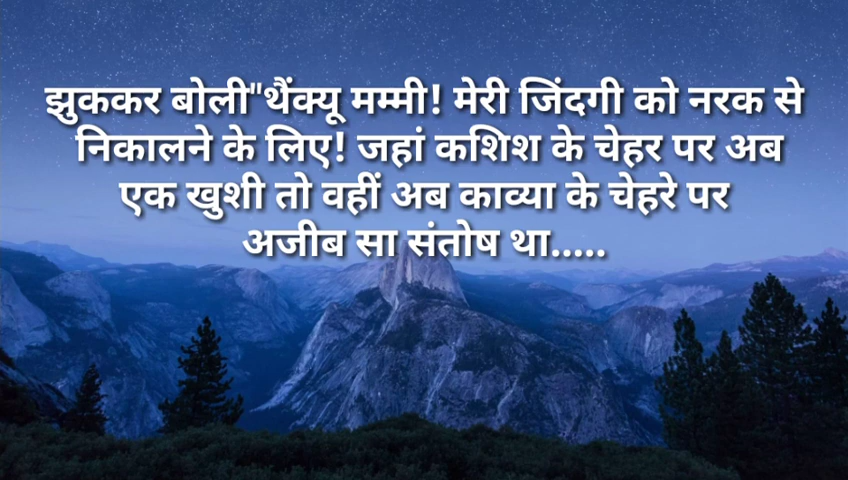 झुककर बोली"थैंक्यू मम्मी! मेरी जिंदगी को नरक से
निकालने के लिए! जहां कशिश के चेहर पर अब
एक खुशी तो वहीं अब काव्या के चेहरे पर
अजीब सा संतोष था.....